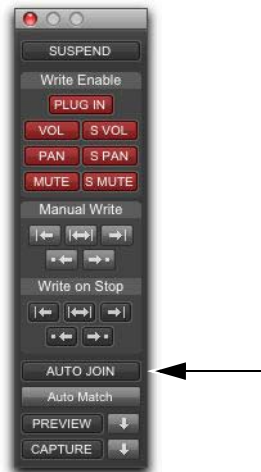 SUSPEND
Write Enable
PLUG IN
VOL S VOL
PAN S PAN
MUTE S MUTE
Manual Write
Write on Stop
AUTO JOIN
Auto Match
PREVIEW
CAPTURE